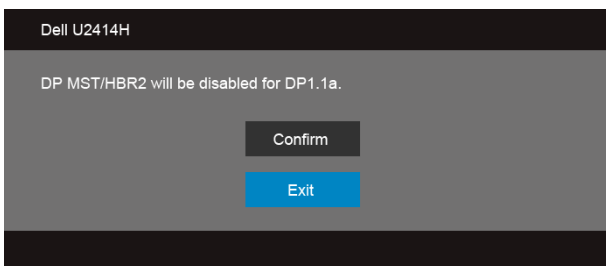 Dell U2414H
DP MST/HBR2 will be disabled for DP1.1a.
Confirm
Exit